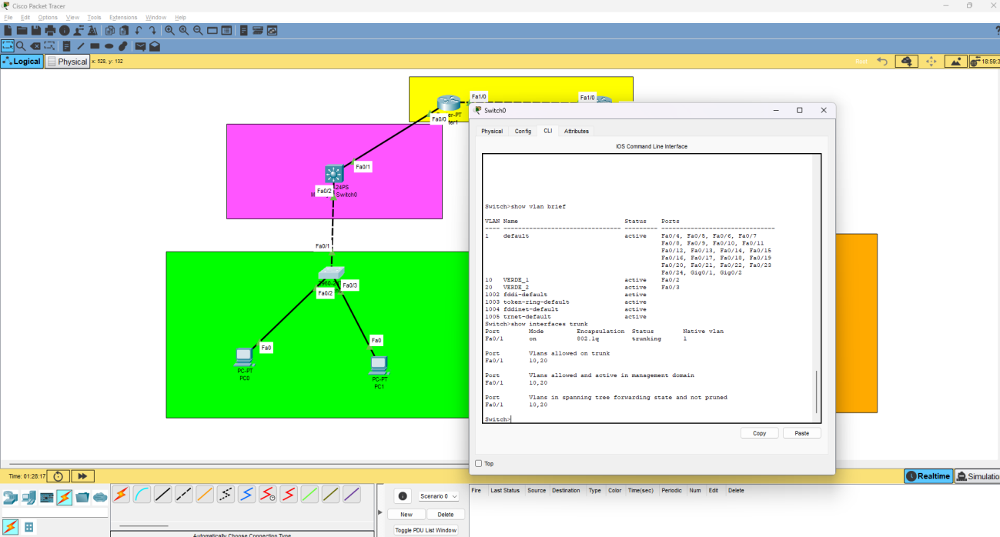 Cisco Packet Tracer
File Edit Options View Tools Extensions Window Help
Logical Physical x: 528, y: 132
Root 18:59:3
Fa1/0 Fa1/0
Fa0/0 er-PT
ter1
Fa0/1
24PS
Fa0/2 Switch0
Fa0/1
Fa0/3
Fa0/2
Fa0
Fa0
PC-PT
PC0
PC-PT
PC1
Switch0
Physical Config CLI Attributes
IOS Command Line Interface
Switch>show vlan brief
VLAN Name Status Ports
---- -------------------------------- --------- -------------------------------
1 default active Fa0/4, Fa0/5, Fa0/6, Fa0/7
Fa0/8, Fa0/9, Fa0/10, Fa0/11
Fa0/12, Fa0/13, Fa0/14, Fa0/15
Fa0/16, Fa0/17, Fa0/18, Fa0/19
Fa0/20, Fa0/21, Fa0/22, Fa0/23
Fa0/24, Gig0/1, Gig0/2
10 VERDE_1 active Fa0/2
20 VERDE_2 active Fa0/3
1002 fddi-default active
1003 token-ring-default active
1004 fddinet-default active
1005 trnet-default active
Switch>show interfaces trunk
Port Mode Encapsulation Status Native vlan
Fa0/1 on 802.1q trunking 1
Port Vlans allowed on trunk
Fa0/1 10,20
Port Vlans allowed and active in management domain
Fa0/1 10,20
Port Vlans in spanning tree forwarding state and not pruned
Fa0/1 10,20
Switch>
Copy Paste
Top
Time: 01:28:17 Realtime Simulatio
Scenario 0
New Delete
Toggle PDU List Window
Fire Last Status Source Destination Type Color Time(sec) Periodic Num Edit Delete
Automatically Choose Connection Type